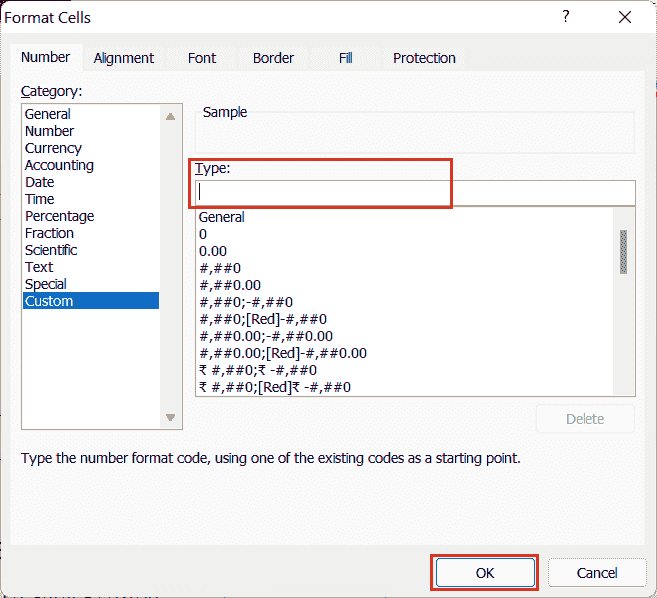 Format Cells
?
Number Alignment Font Border Fill Protection
Category:
General
Number
Currency
Accounting
Date
Time
Percentage
Fraction
Scientific
Text
Special
Custom
Sample
Type:
General
0
0.00
#,##0
#,##0.00
#,##0;-#,##0
#,##0;[Red]-#,##0
#,##0.00;-#,##0.00
#,##0.00;[Red]-#,##0.00
₹ #,##0;₹ -#,##0
₹ #,##0;[Red]₹ -#,##0
Delete
Type the number format code, using one of the existing codes as a starting point.
OK Cancel